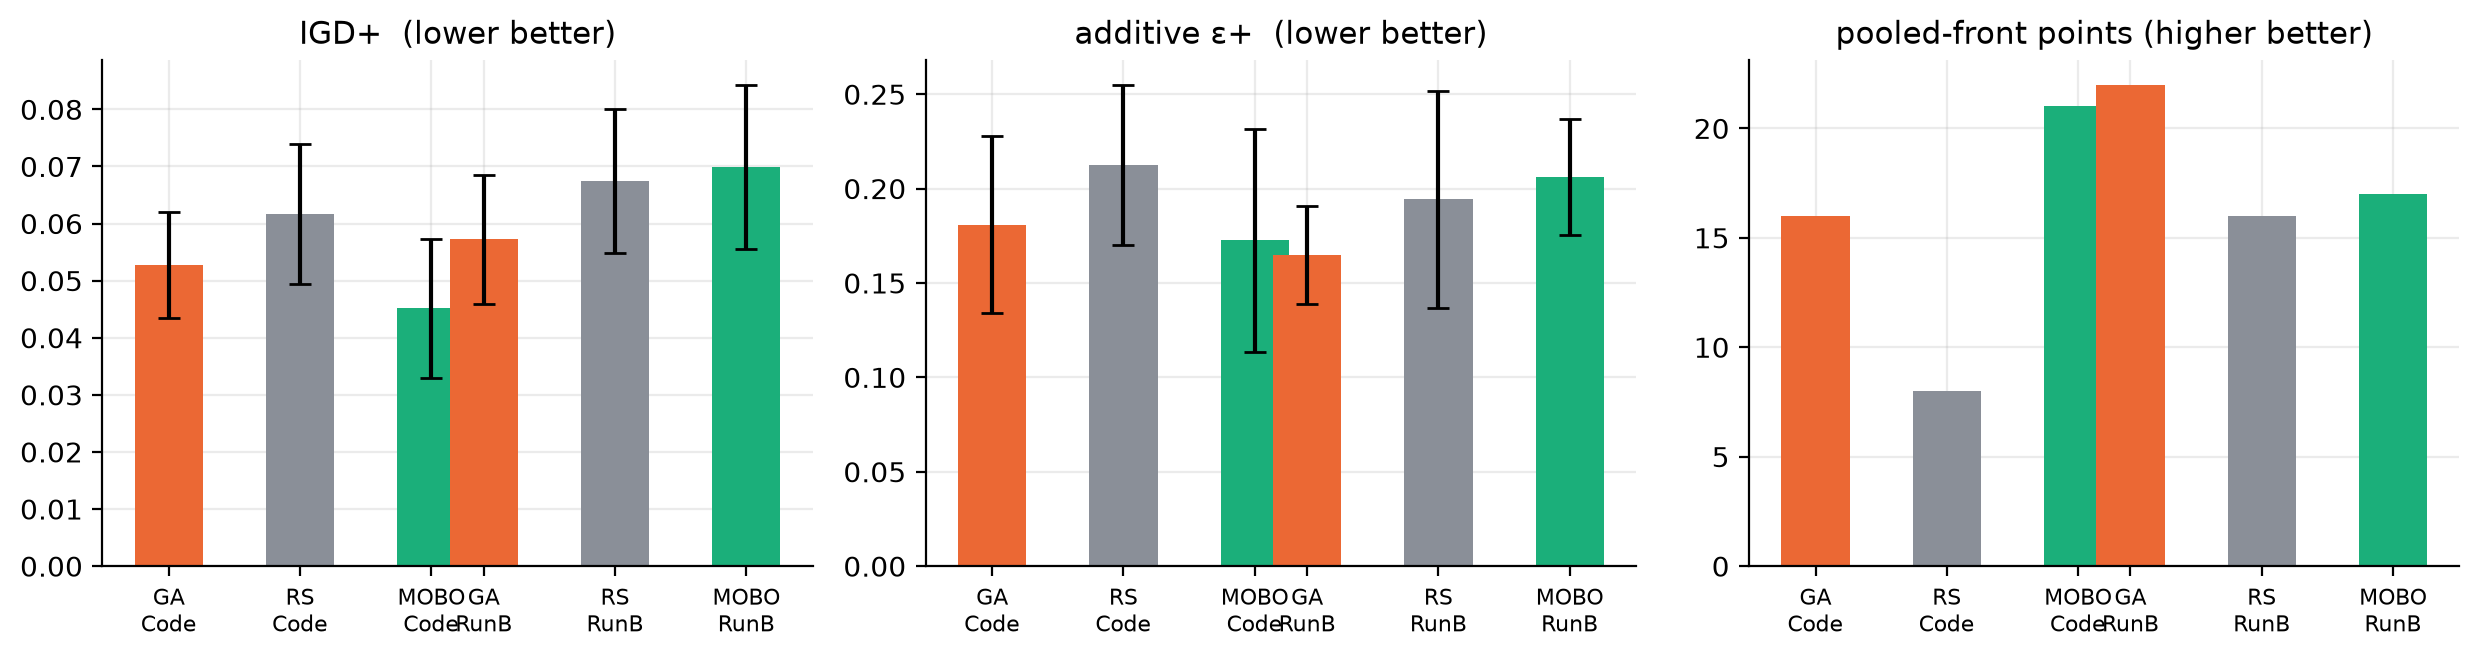 IGD+  (lower better)
0.08
0.07
0.06
0.05
0.04
0.03
0.02
0.01
0.00
GA RS MOBO GA RS MOBO
Code Code Code RunB RunB RunB
additive ε+  (lower better)
0.25
0.20
0.15
0.10
0.05
0.00
GA RS MOBO GA RS MOBO
Code Code Code RunB RunB RunB
pooled-front points (higher better)
20
15
10
5
0
GA RS MOBO GA RS MOBO
Code Code Code RunB RunB RunB